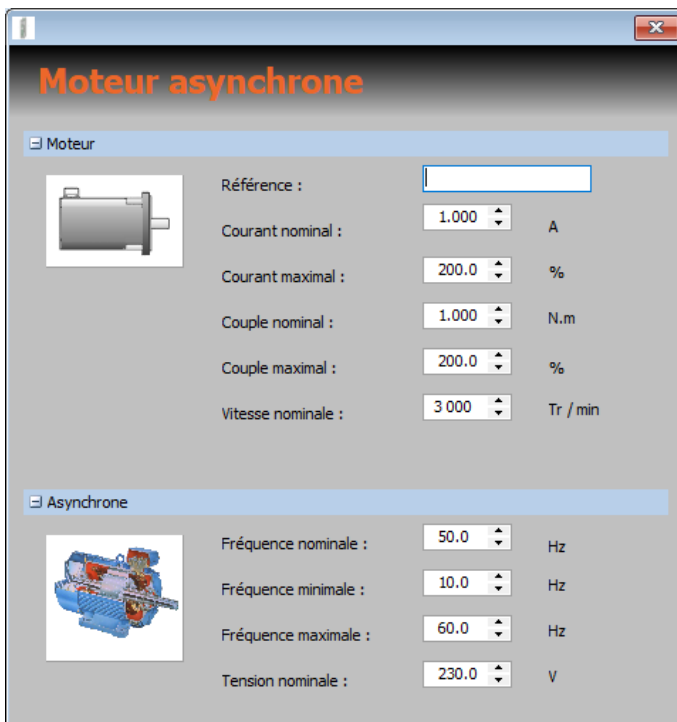 Moteur asynchrone
Moteur
Référence :
Courant nominal : 1.000 A
Courant maximal : 200.0 %
Couple nominal : 1.000 N.m
Couple maximal : 200.0 %
Vitesse nominale : 3 000 Tr / min
Asynchrone
Fréquence nominale : 50.0 Hz
Fréquence minimale : 10.0 Hz
Fréquence maximale : 60.0 Hz
Tension nominale : 230.0 V